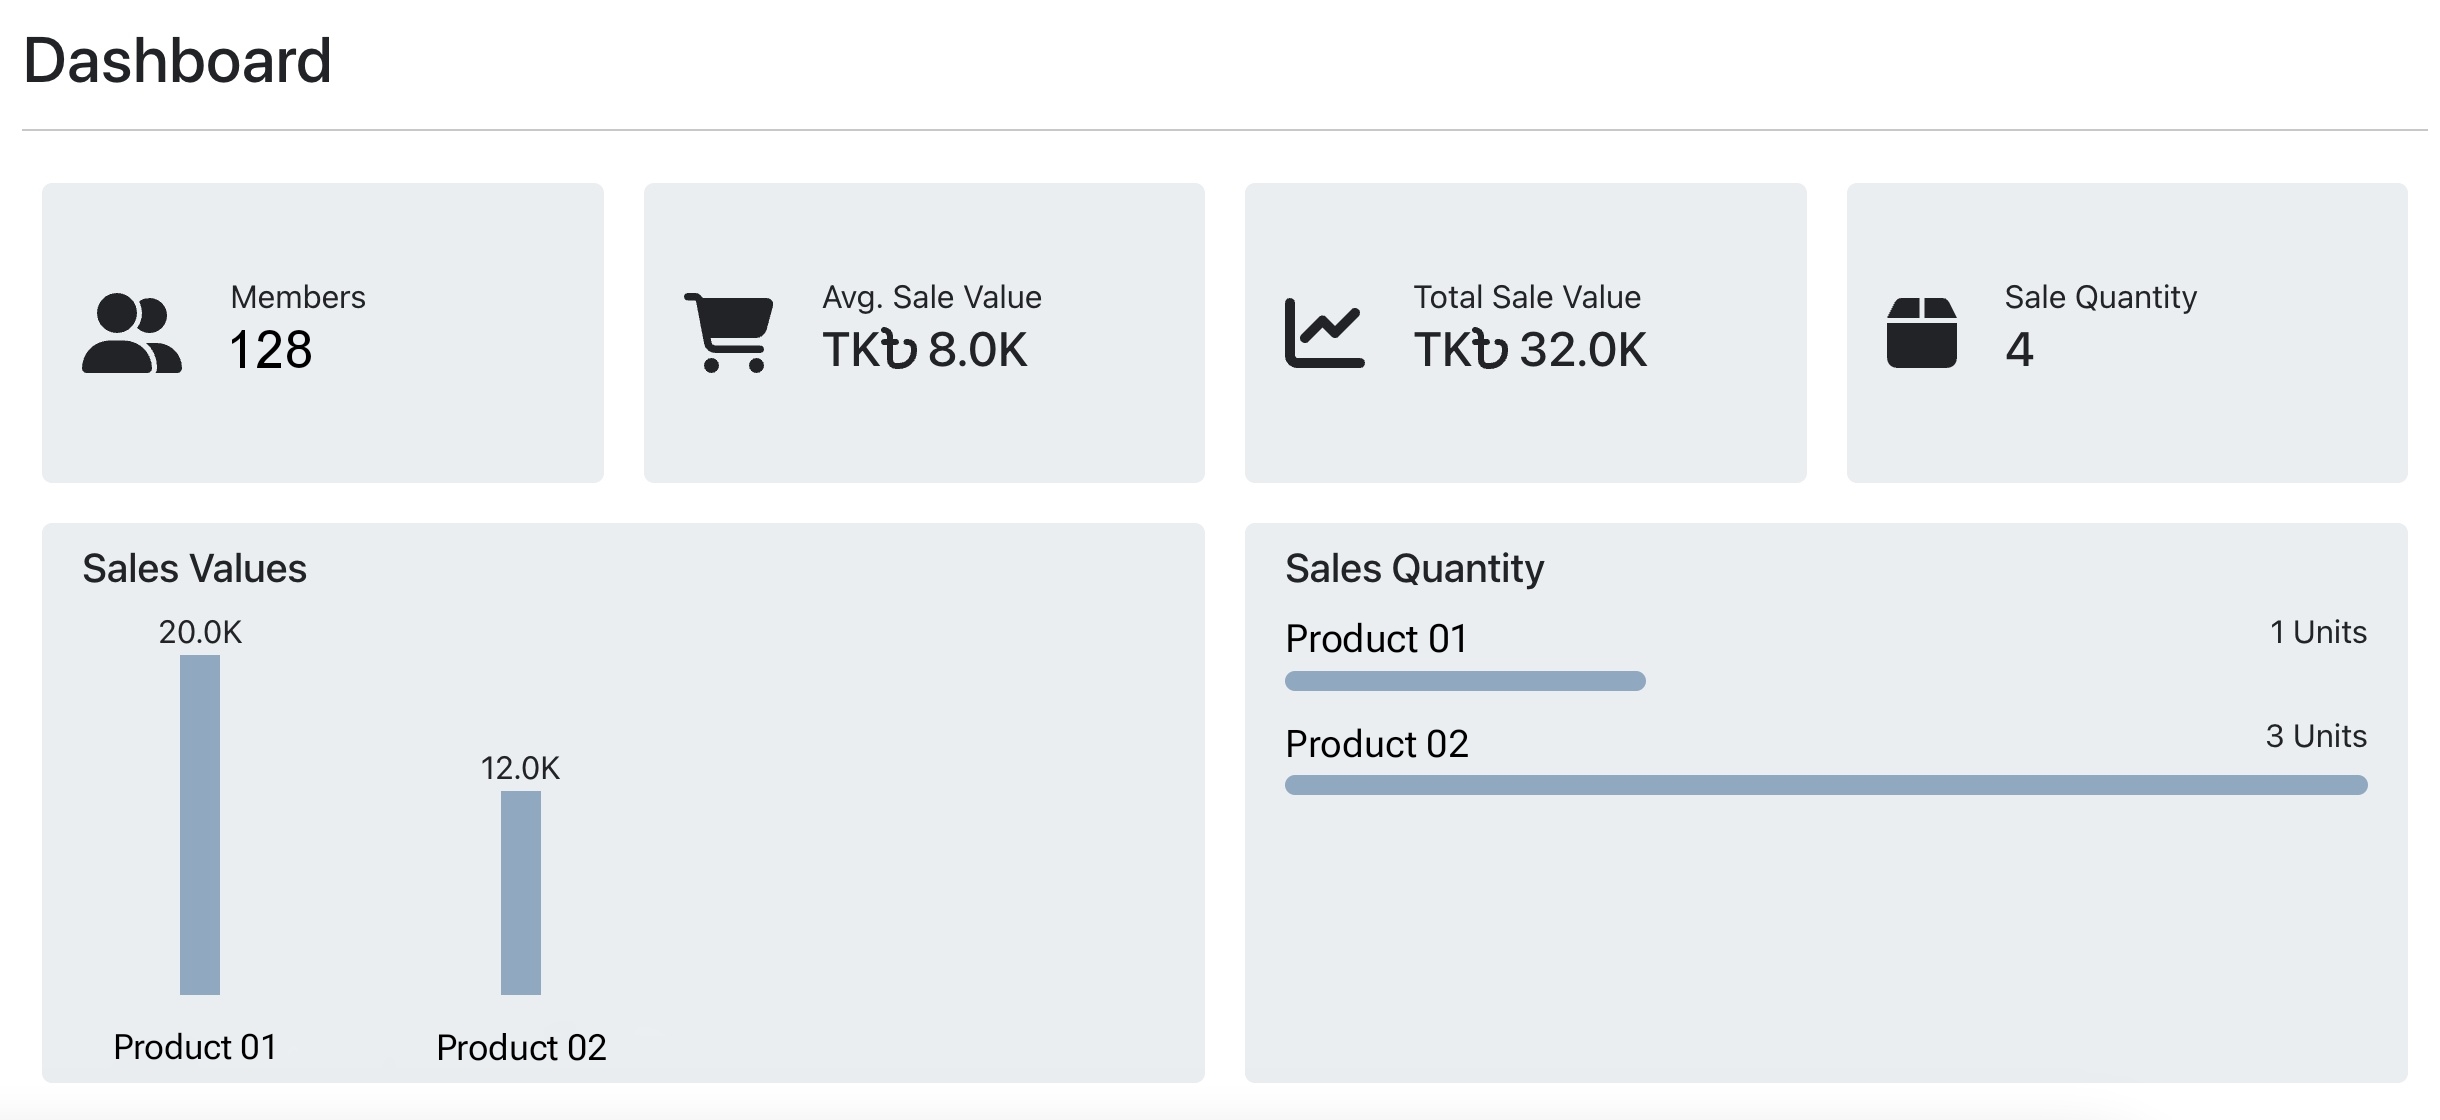 Dashboard
Members
128
Avg. Sale Value
TK৳ 8.0K
Total Sale Value
TK৳ 32.0K
Sale Quantity
4
Sales Values
20.0K
12.0K
Product 01
Product 02
Sales Quantity
Product 01
1 Units
Product 02
3 Units